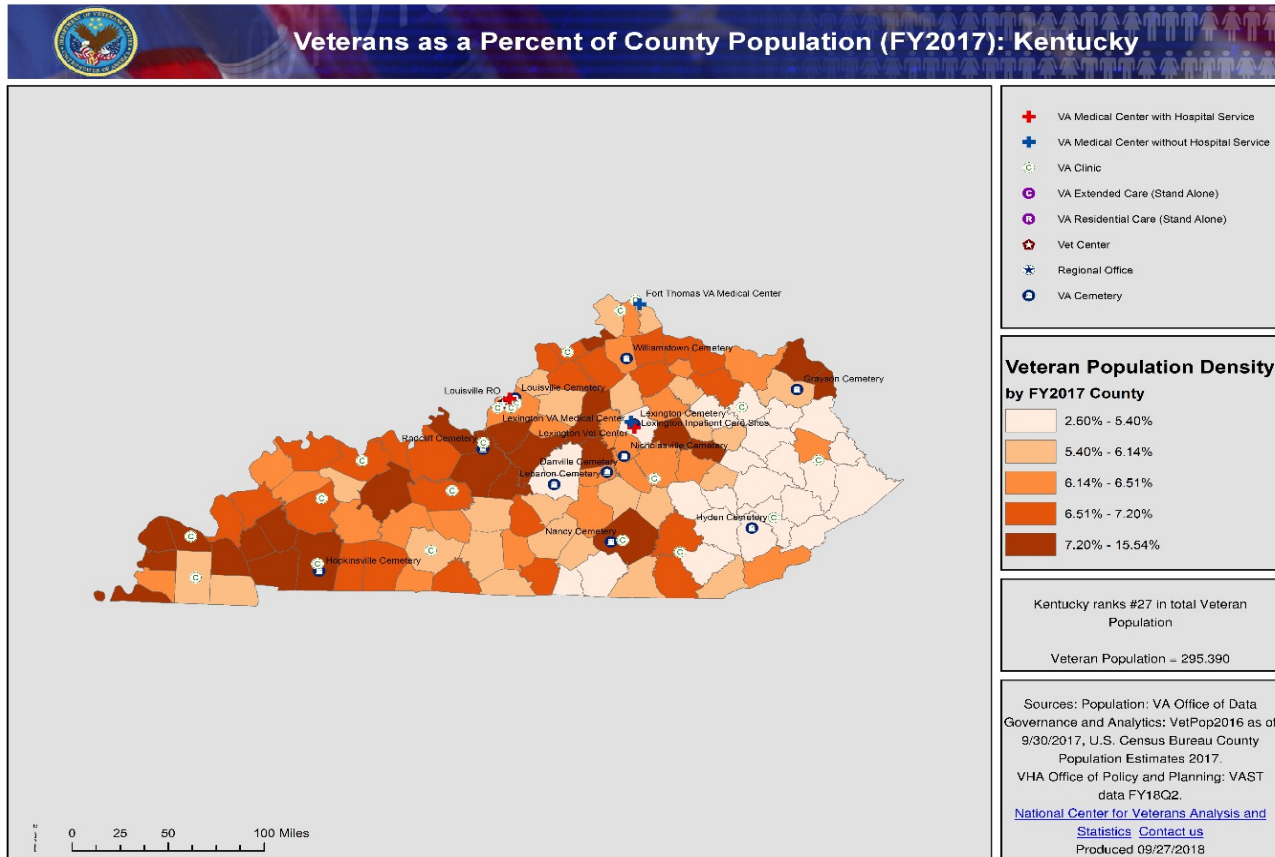 Veterans as a Percent of County Population (FY2017): Kentucky
VA Medical Center with Hospital Service
VA Medical Center without Hospital Service
C VA Clinic
C VA Extended Care (Stand Alone)
R VA Residential Care (Stand Alone)
Vet Center
Regional Office
VA Cemetery
Fort Thomas VA Medical Center
Williamstown Cemetery
Grayson Cemetery
Louisville RO
Louisville Cemetery
Lexington Cemetery
Lexington VA Medical Center
Lexington Inpatient Care Sites
Lexington Vet Center
Radcliff Cemetery
Nicholasville Cemetery
Danville Cemetery
Lebanon Cemetery
Hyden Cemetery
Nancy Cemetery
Hopkinsville Cemetery
Veteran Population Density
by FY2017 County
2.60% - 5.40%
5.40% - 6.14%
6.14% - 6.51%
6.51% - 7.20%
7.20% - 15.54%
Kentucky ranks #27 in total Veteran
Population
Veteran Population = 295.390
Sources: Population: VA Office of Data
Governance and Analytics: VetPop2016 as of
9/30/2017, U.S. Census Bureau County
Population Estimates 2017.
VHA Office of Policy and Planning: VAST
data FY18Q2.
National Center for Veterans Analysis and
Statistics Contact us
Produced 09/27/2018
0 25 50 100 Miles